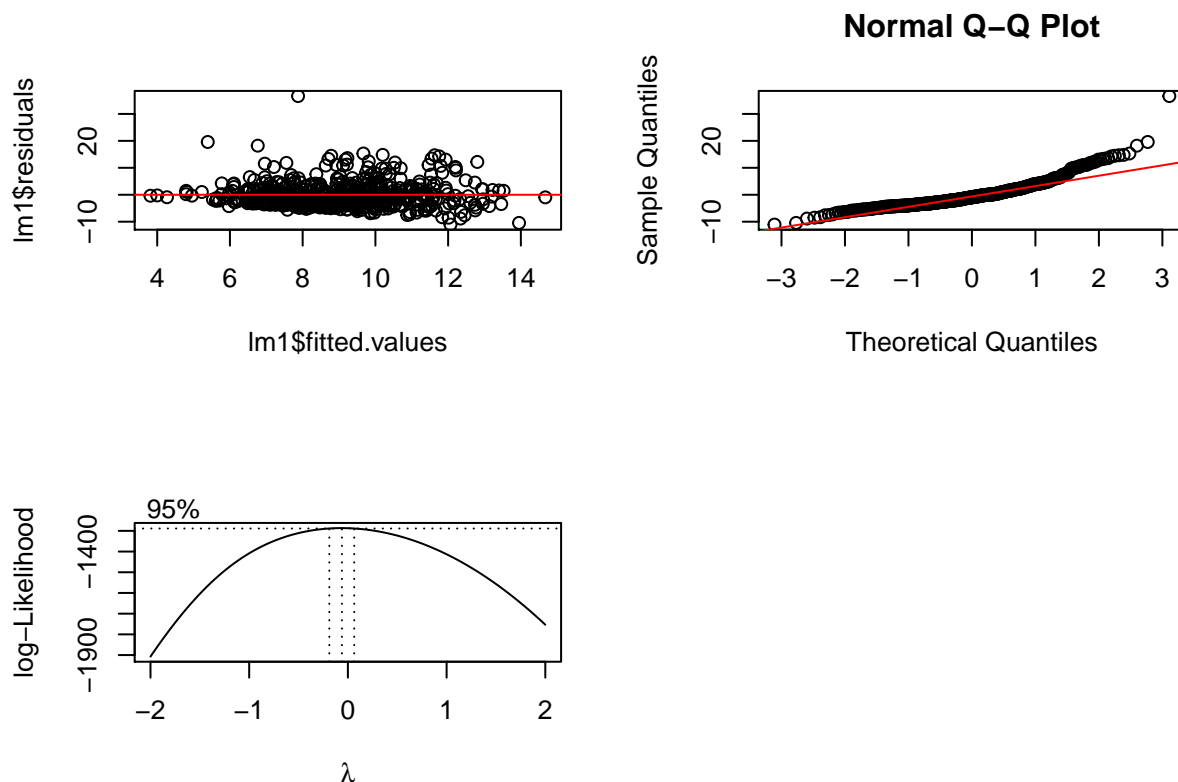 lm1$residuals
20
−10
4 6 8 10 12 14
lm1$fitted.values
Normal Q−Q Plot
Sample Quantiles
20
−10
−3 −2 −1 0 1 2 3
Theoretical Quantiles
log−Likelihood
−1400
−1900
95%
−2 −1 0 1 2
λ